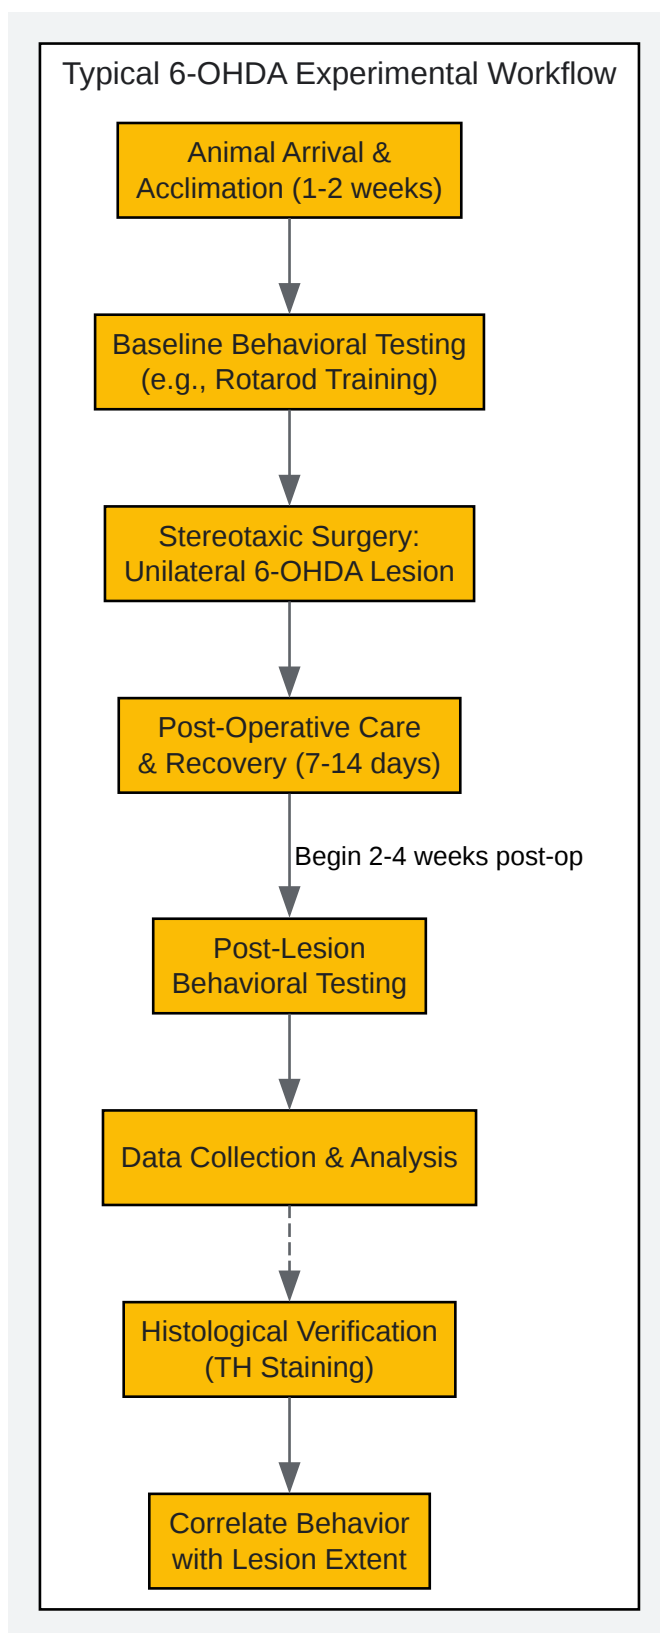 Typical 6-OHDA Experimental Workflow
Animal Arrival &
Acclimation (1-2 weeks)
Baseline Behavioral Testing
(e.g., Rotarod Training)
Stereotaxic Surgery:
Unilateral 6-OHDA Lesion
Post-Operative Care
& Recovery (7-14 days)
Begin 2-4 weeks post-op
Post-Lesion
Behavioral Testing
Data Collection & Analysis
Histological Verification
(TH Staining)
Correlate Behavior
with Lesion Extent